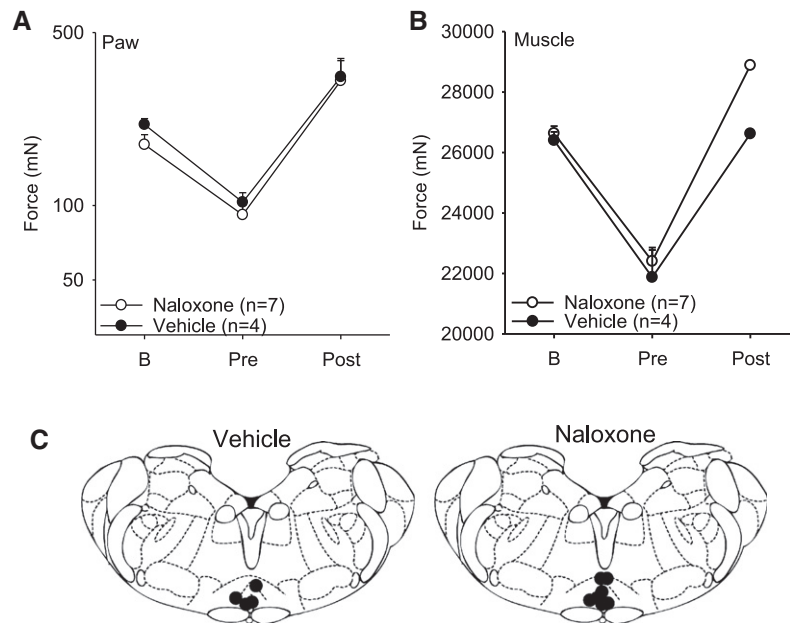 A
Paw
Force (mN)
500
100
50
Naloxone (n=7)
Vehicle (n=4)
B
Pre
Post
B
Muscle
Force (mN)
30000
28000
26000
24000
22000
20000
Naloxone (n=7)
Vehicle (n=4)
B
Pre
Post
C
Vehicle
Naloxone